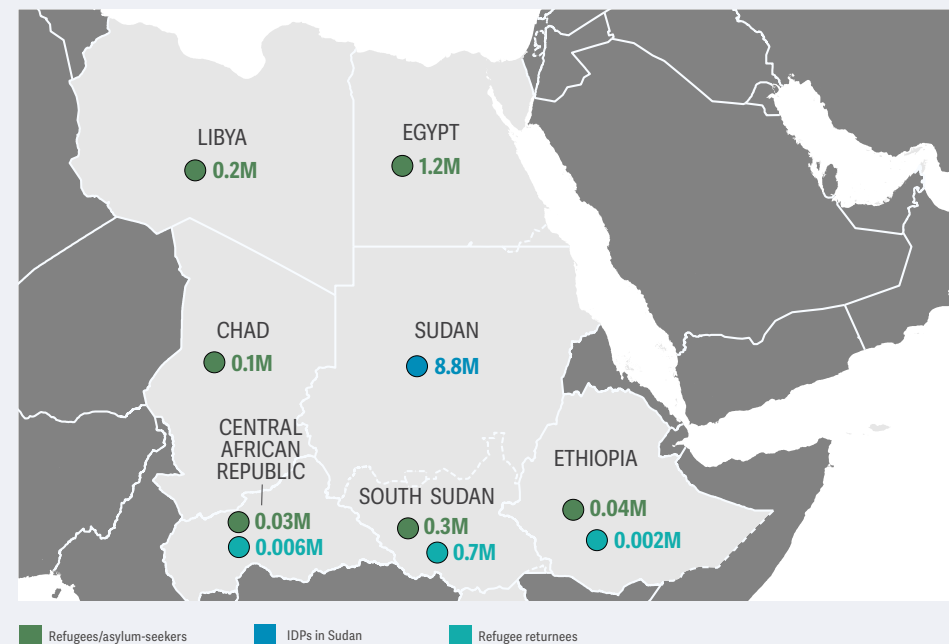 LIBYA
0.2M
EGYPT
1.2M
CHAD
0.1M
SUDAN
8.8M
CENTRAL
AFRICAN
REPUBLIC
0.03M
0.006M
SOUTH SUDAN
0.3M
0.7M
ETHIOPIA
0.04M
0.002M
Refugees/asylum-seekers
IDPs in Sudan
Refugee returnees